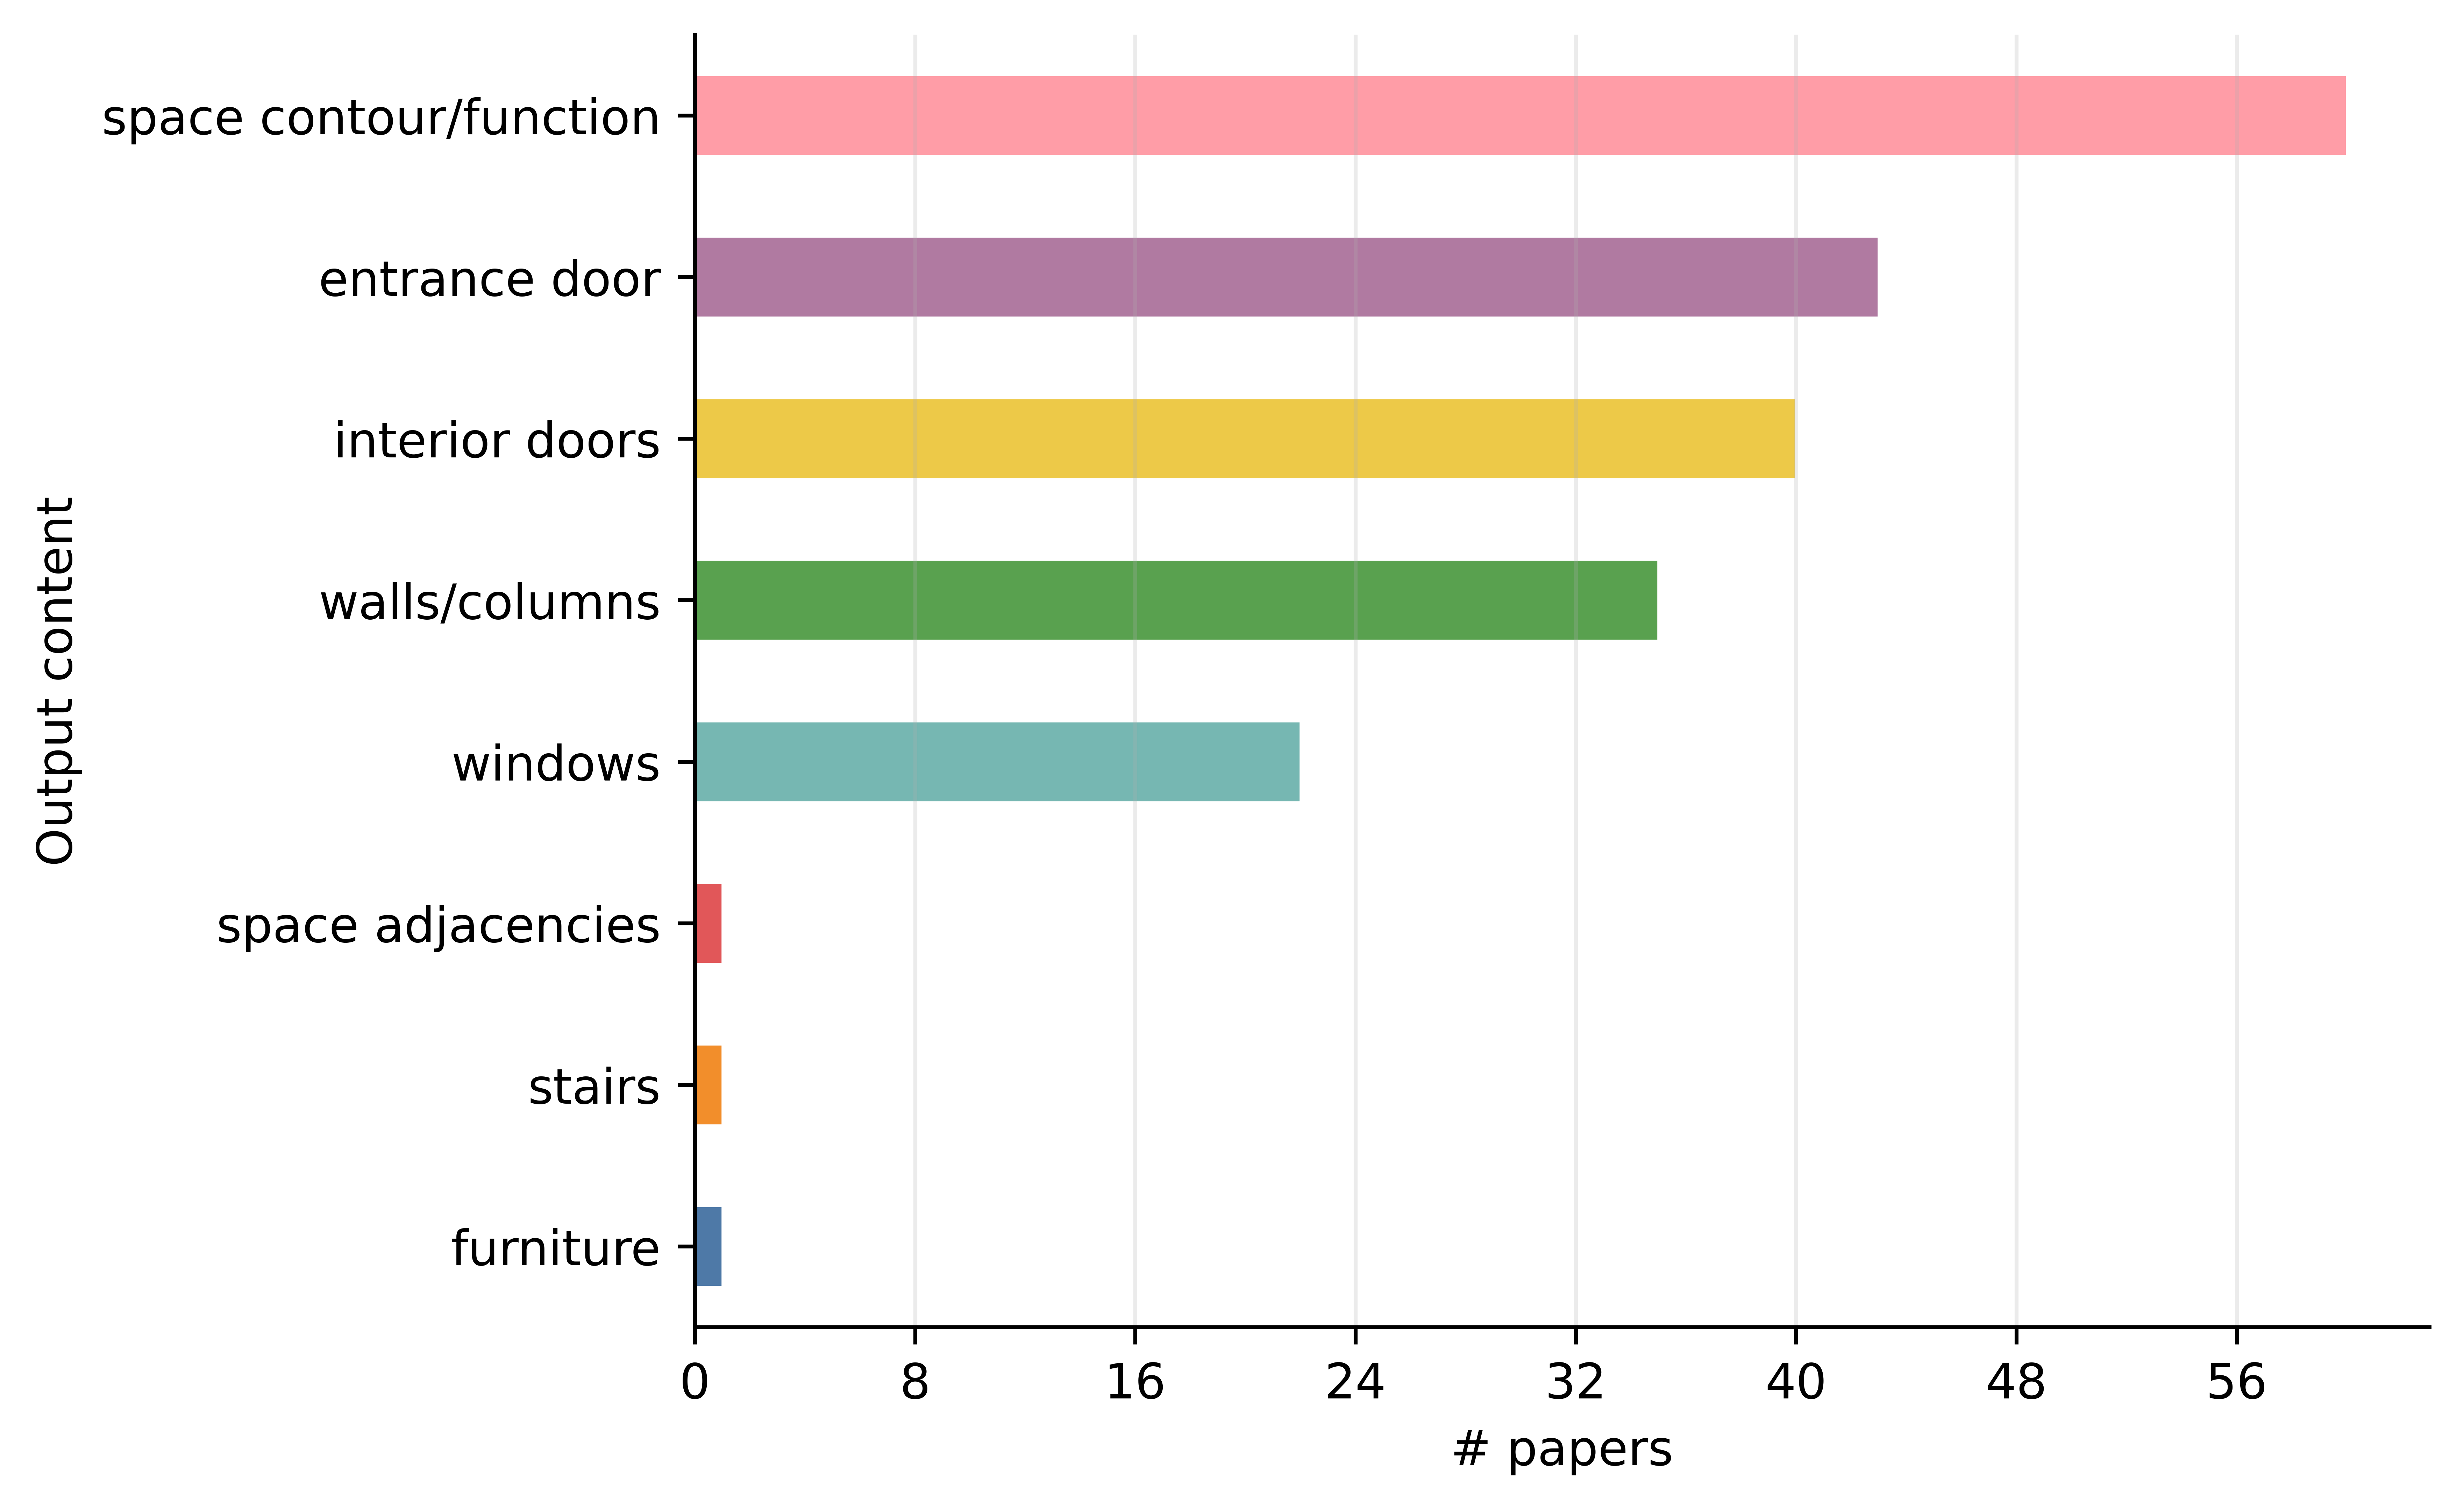 space contour/function
entrance door
interior doors
walls/columns
windows
space adjacencies
stairs
furniture
Output content
0 8 16 24 32 40 48 56
# papers